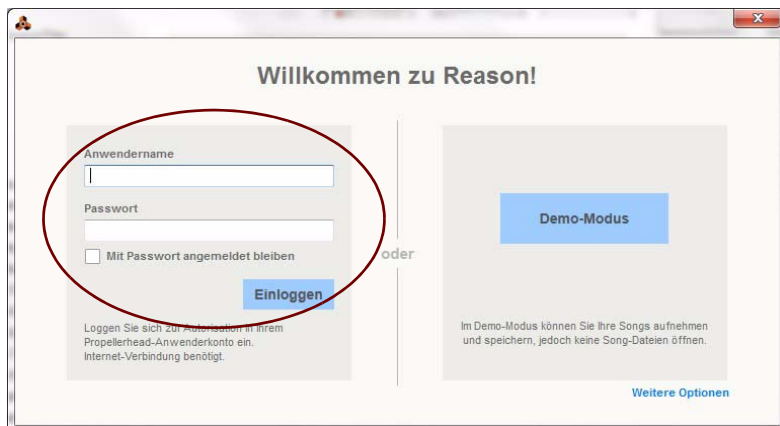 Willkommen zu Reason!
Anwendername
Passwort
Mit Passwort angemeldet bleiben
Einloggen
Loggen Sie sich zur Autorisation in Ihrem
Propellerhead-Anwenderkonto ein.
Internet-Verbindung benötigt.
oder
Demo-Modus
Im Demo-Modus können Sie Ihre Songs aufnehmen
und speichern, jedoch keine Song-Dateien öffnen.
Weitere Optionen